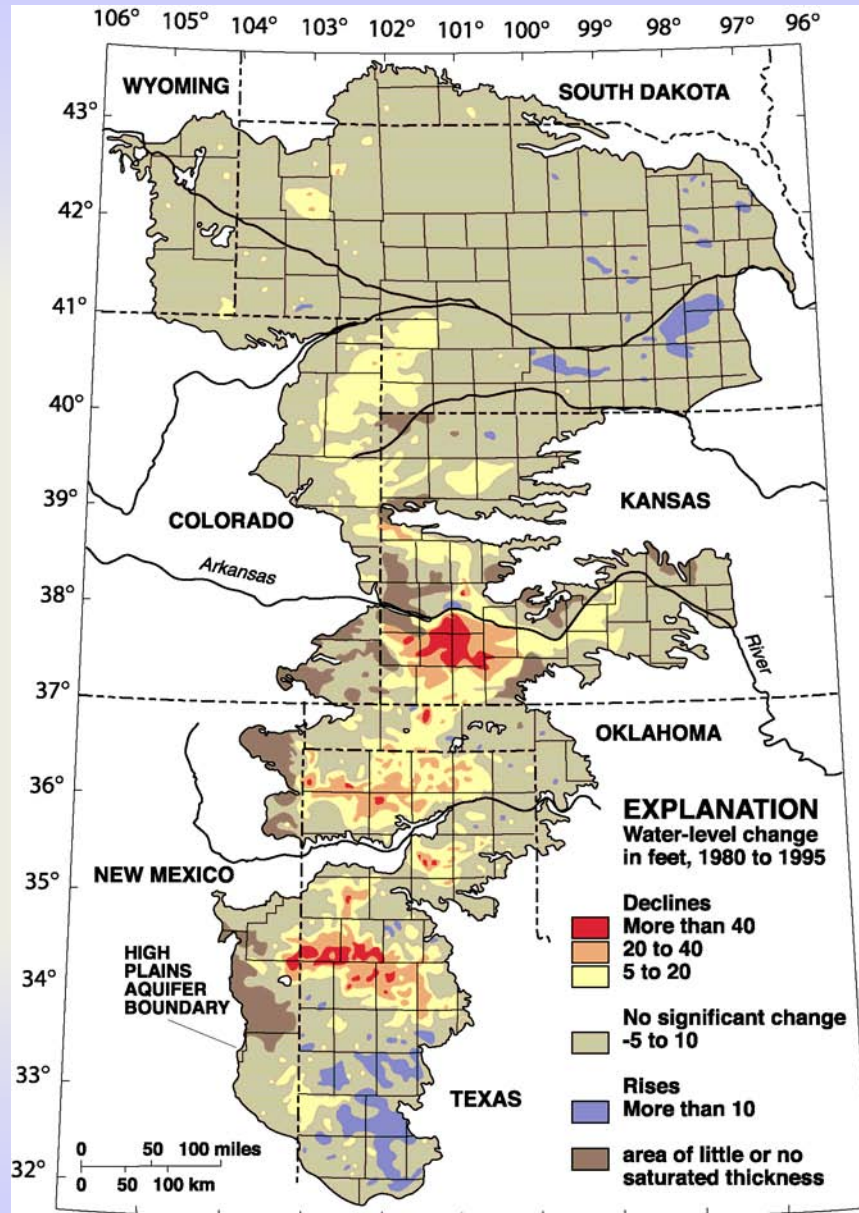 106° 105° 103° 102° 101° 100° 99° 98° 97° 96°
WYOMING
SOUTH DAKOTA
43°
42°
41°
40°
39°
KANSAS
COLORADO
Arkansas
38°
River
37°
OKLAHOMA
36°
EXPLANATION
Water-level change
in feet, 1980 to 1995
NEW MEXICO
35°
Declines
More than 40
20 to 40
5 to 20
HIGH
PLAINS
AQUIFER
BOUNDARY
34°
No significant change
-5 to 10
33°
TEXAS
Rises
More than 10
0 50 100 miles
0 50 100 km
32°
area of little or no
saturated thickness